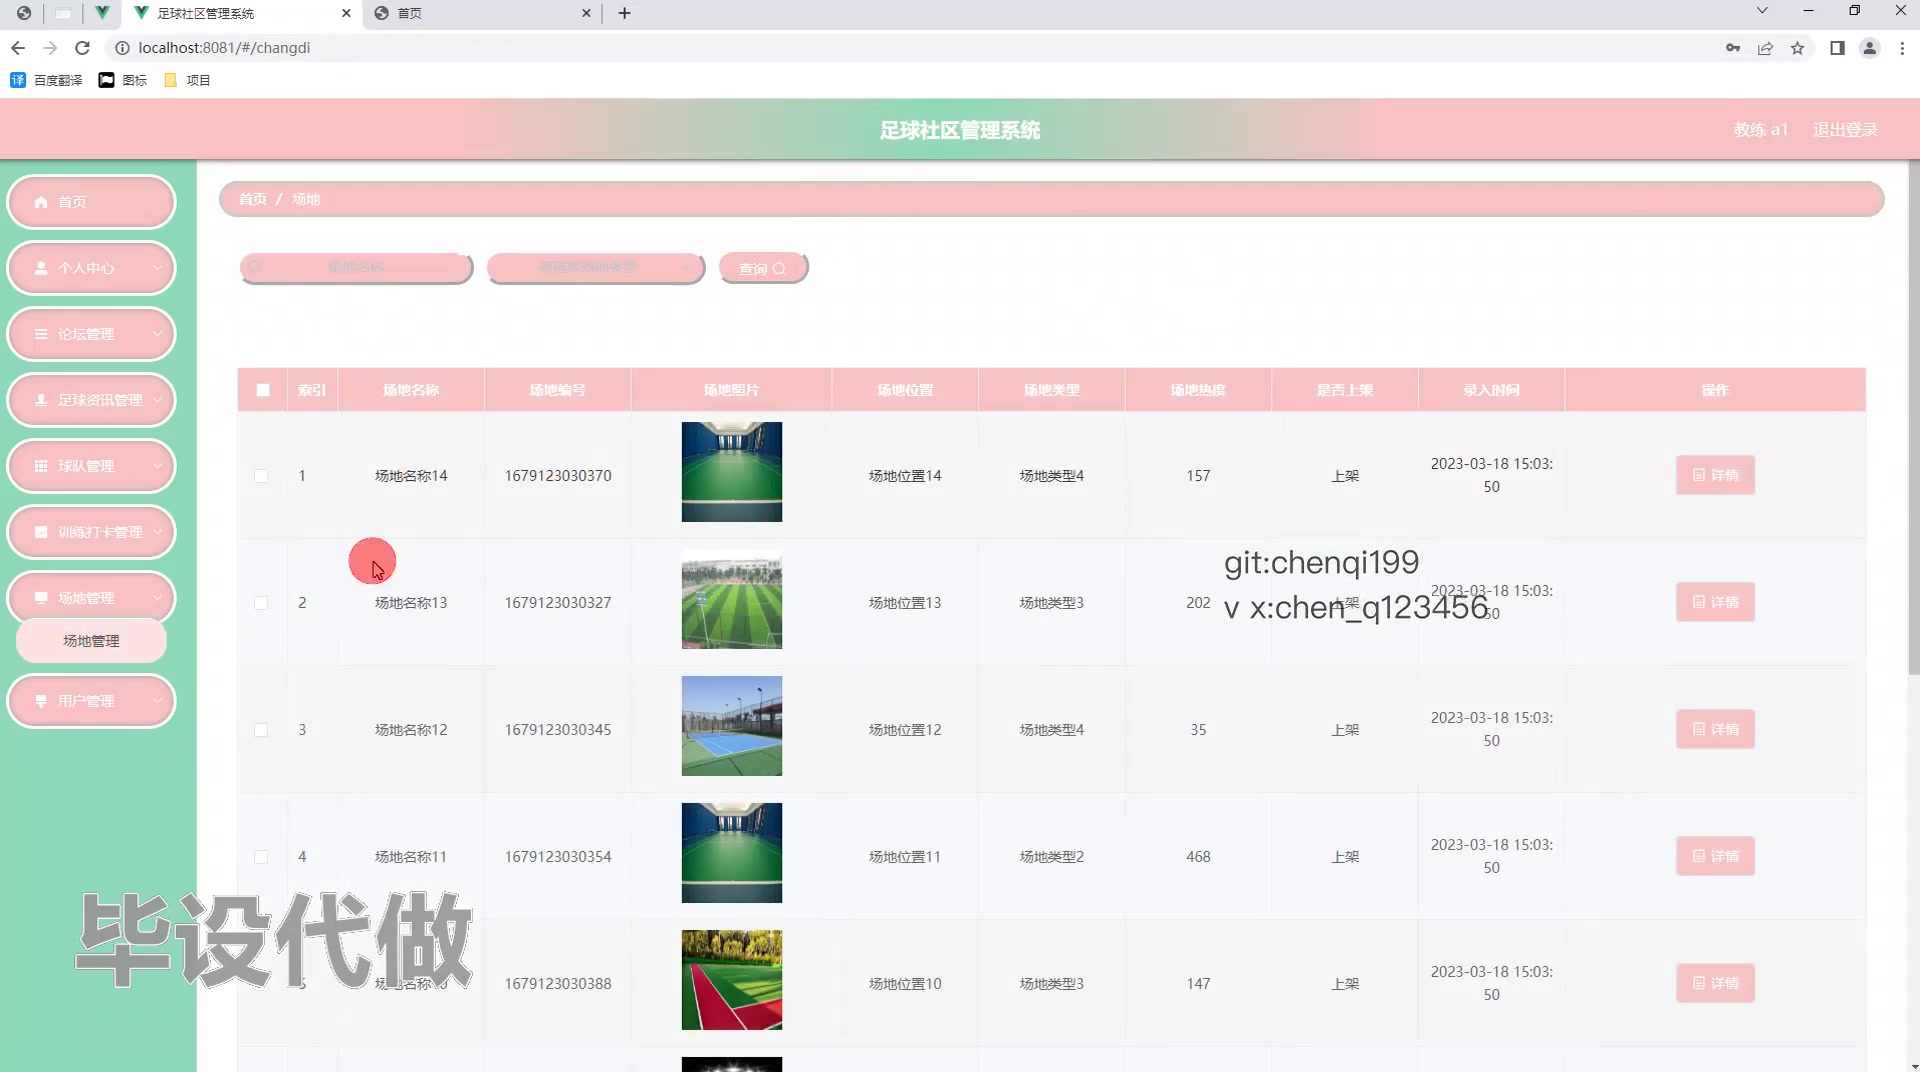 足球社区管理系统
首页
localhost:8081/#/changdi
百度翻译
图标
项目
足球社区管理系统
教练 a1
退出登录
首页
个人中心
论坛管理
足球资讯管理
球队管理
训练打卡管理
场地管理
场地管理
用户管理
首页 / 场地
场地名称
请选择场地类型
查询
索引 场地名称 场地编号 场地照片 场地位置 场地类型 场地热度 是否上架 录入时间 操作
1 场地名称14 1679123030370 场地位置14 场地类型4 157 上架 2023-03-18 15:03:50 详情
2 场地名称13 1679123030327 场地位置13 场地类型3 202 上架 2023-03-18 15:03:50 详情
3 场地名称12 1679123030345 场地位置12 场地类型4 35 上架 2023-03-18 15:03:50 详情
4 场地名称11 1679123030354 场地位置11 场地类型2 468 上架 2023-03-18 15:03:50 详情
5 场地名称10 1679123030388 场地位置10 场地类型3 147 上架 2023-03-18 15:03:50 详情
git:chenqi199
v x:chen_q123456
毕设代做